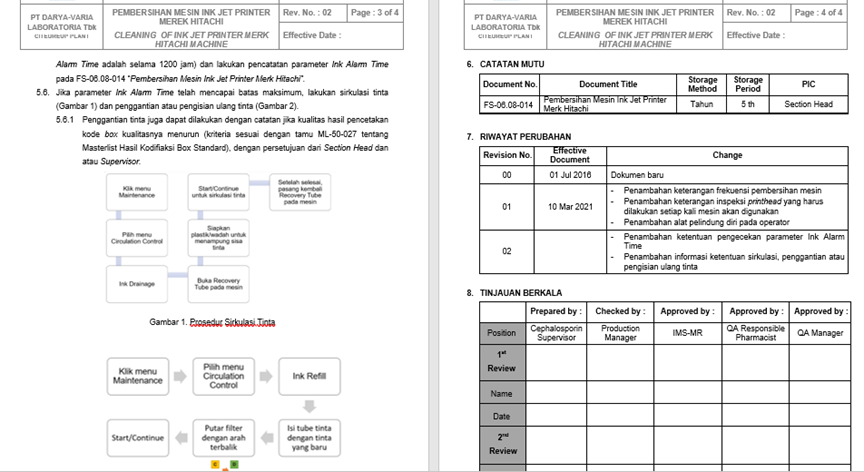 PT DARYA-VARIA
LABORATORIA Tbk
CITEUREUP PLANT
PEMBERSIHAN MESIN INK JET PRINTER
MEREK HITACHI
CLEANING OF INK JET PRINTER MERK
HITACHI MACHINE
Rev. No. : 02
Page : 3 of 4
Effective Date :
Alarm Time adalah selama 1200 jam) dan lakukan pencatatan parameter Ink Alarm Time
pada FS-06.08-014 "Pembersihan Mesin Ink Jet Printer Merk Hitachi".
5.6. Jika parameter Ink Alarm Time telah mencapai batas maksimum, lakukan sirkulasi tinta
(Gambar 1) dan penggantian atau pengisian ulang tinta (Gambar 2).
5.6.1 Penggantian tinta juga dapat dilakukan dengan catatan jika kualitas hasil pencetakan
kode box kualitasnya menurun (kriteria sesuai dengan tamu ML-50-027 tentang
Masterlist Hasil Kodifiaksi Box Standard), dengan persetujuan dari Section Head dan
atau Supervisor.
Klik menu
Maintenance
Pilih menu
Circulation Control
Ink Drainage
Buka Recovery
Tube pada mesin
Siapkan
plastik/wadah untuk
menampung sisa
tinta
Start/Continue
untuk sirkulasi tinta
Setelah selesai,
pasang kembali
Recovery Tube
pada mesin
Gambar 1. Prosedur Sirkulasi Tinta
Klik menu
Maintenance
Pilih menu
Circulation
Control
Ink Refill
Isi tube tinta
dengan tinta
yang baru
Putar filter
dengan arah
terbalik
Start/Continue
PT DARYA-VARIA
LABORATORIA Tbk
CITEUREUP PLANT
PEMBERSIHAN MESIN INK JET PRINTER
MEREK HITACHI
CLEANING OF INK JET PRINTER MERK
HITACHI MACHINE
Rev. No. : 02
Page : 4 of 4
Effective Date :
6. CATATAN MUTU
Document No. Document Title Storage Method Storage Period PIC
FS-06.08-014 Pembersihan Mesin Ink Jet Printer Merk Hitachi Tahun 5 th Section Head
7. RIWAYAT PERUBAHAN
Revision No. Effective Document Change
00 01 Jul 2016 Dokumen baru
01 10 Mar 2021
- Penambahan keterangan frekuensi pembersihan mesin
- Penambahan keterangan inspeksi printhead yang harus
dilakukan setiap kali mesin akan digunakan
- Penambahan alat pelindung diri pada operator
02
- Penambahan ketentuan pengecekan parameter Ink Alarm
Time
- Penambahan informasi ketentuan sirkulasi, penggantian atau
pengisian ulang tinta
8. TINJAUAN BERKALA
Prepared by : Checked by : Approved by : Approved by : Approved by :
Position Cephalosporin Supervisor Production Manager IMS-MR QA Responsible Pharmacist QA Manager
1st
Review
Name
Date
2nd
Review